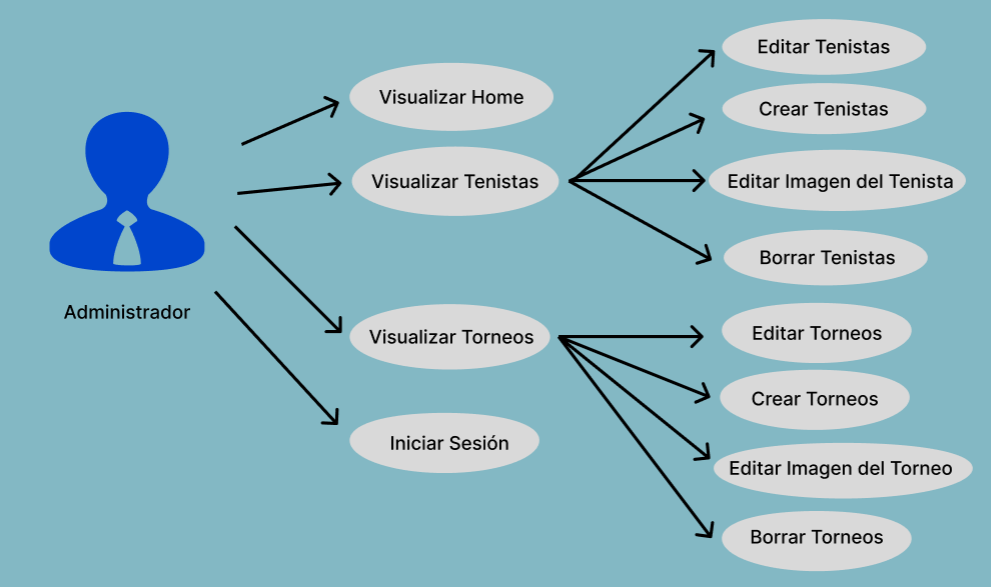 Administrador
Visualizar Home
Visualizar Tenistas
Visualizar Torneos
Iniciar Sesión
Editar Tenistas
Crear Tenistas
Editar Imagen del Tenista
Borrar Tenistas
Editar Torneos
Crear Torneos
Editar Imagen del Torneo
Borrar Torneos